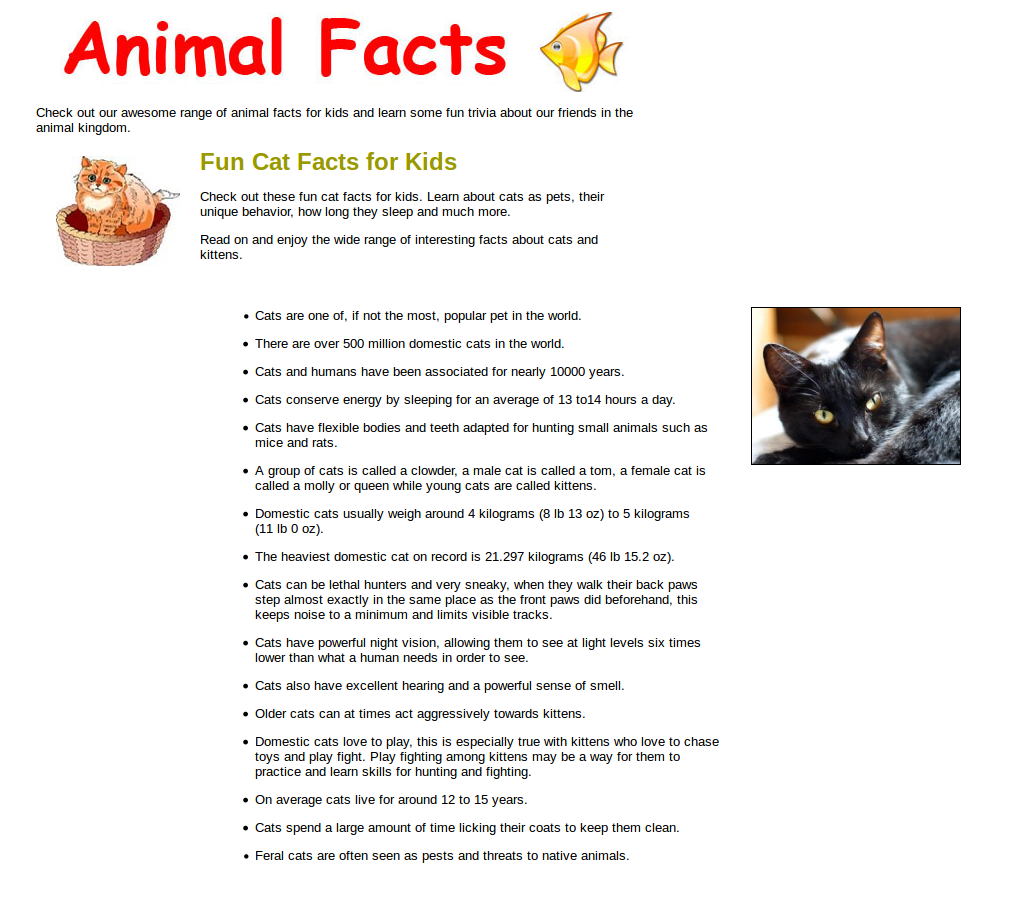 Animal Facts
Check out our awesome range of animal facts for kids and learn some fun trivia about our friends in the
animal kingdom.
Fun Cat Facts for Kids
Check out these fun cat facts for kids. Learn about cats as pets, their
unique behavior, how long they sleep and much more.
Read on and enjoy the wide range of interesting facts about cats and
kittens.
• Cats are one of, if not the most, popular pet in the world.
• There are over 500 million domestic cats in the world.
• Cats and humans have been associated for nearly 10000 years.
• Cats conserve energy by sleeping for an average of 13 to14 hours a day.
• Cats have flexible bodies and teeth adapted for hunting small animals such as
mice and rats.
• A group of cats is called a clowder, a male cat is called a tom, a female cat is
called a molly or queen while young cats are called kittens.
• Domestic cats usually weigh around 4 kilograms (8 lb 13 oz) to 5 kilograms
(11 lb 0 oz).
• The heaviest domestic cat on record is 21.297 kilograms (46 lb 15.2 oz).
• Cats can be lethal hunters and very sneaky, when they walk their back paws
step almost exactly in the same place as the front paws did beforehand, this
keeps noise to a minimum and limits visible tracks.
• Cats have powerful night vision, allowing them to see at light levels six times
lower than what a human needs in order to see.
• Cats also have excellent hearing and a powerful sense of smell.
• Older cats can at times act aggressively towards kittens.
• Domestic cats love to play, this is especially true with kittens who love to chase
toys and play fight. Play fighting among kittens may be a way for them to
practice and learn skills for hunting and fighting.
• On average cats live for around 12 to 15 years.
• Cats spend a large amount of time licking their coats to keep them clean.
• Feral cats are often seen as pests and threats to native animals.